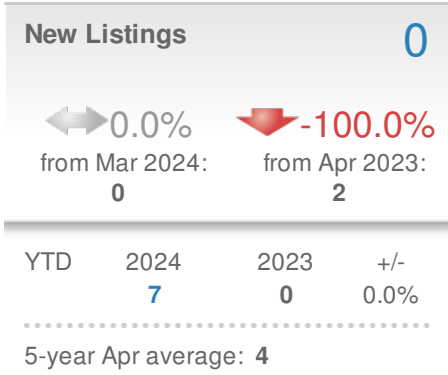 New Listings 0
0.0% -100.0%
from Mar 2024: from Apr 2023:
0 2
YTD 2024 2023 +/-
7 0 0.0%
5-year Apr average: 4